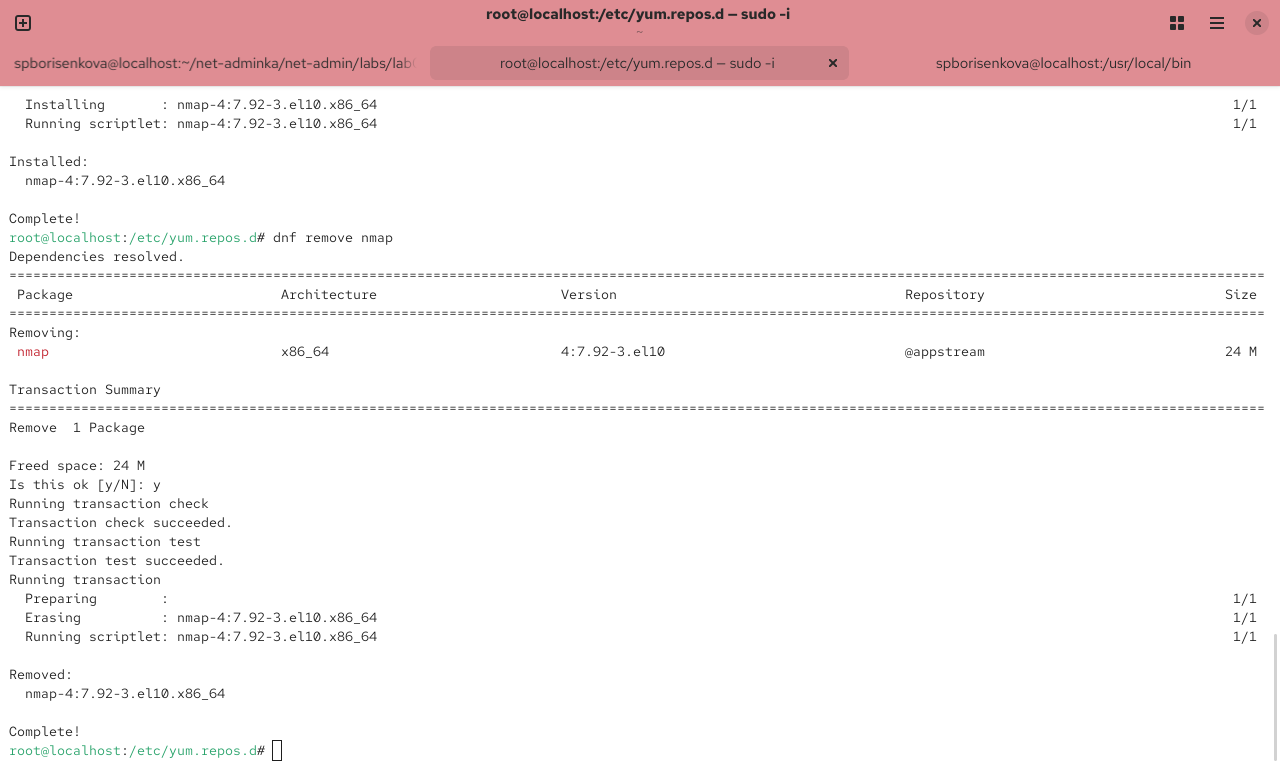 root@localhost:/etc/yum.repos.d — sudo -i
~
spborisenkova@localhost:~/net-adminka/net-admin/labs/lab
root@localhost:/etc/yum.repos.d — sudo -i
spborisenkova@localhost:/usr/local/bin
  Installing       : nmap-4:7.92-3.el10.x86_64 1/1
  Running scriptlet: nmap-4:7.92-3.el10.x86_64 1/1
Installed:
  nmap-4:7.92-3.el10.x86_64
Complete!
root@localhost:/etc/yum.repos.d# dnf remove nmap
Dependencies resolved.
=============================================================================================================================================================
 Package Architecture Version Repository Size
=============================================================================================================================================================
Removing:
 nmap x86_64 4:7.92-3.el10 @appstream 24 M
Transaction Summary
=============================================================================================================================================================
Remove  1 Package
Freed space: 24 M
Is this ok [y/N]: y
Running transaction check
Transaction check succeeded.
Running transaction test
Transaction test succeeded.
Running transaction
  Preparing        : 1/1
  Erasing          : nmap-4:7.92-3.el10.x86_64 1/1
  Running scriptlet: nmap-4:7.92-3.el10.x86_64 1/1
Removed:
  nmap-4:7.92-3.el10.x86_64
Complete!
root@localhost:/etc/yum.repos.d#